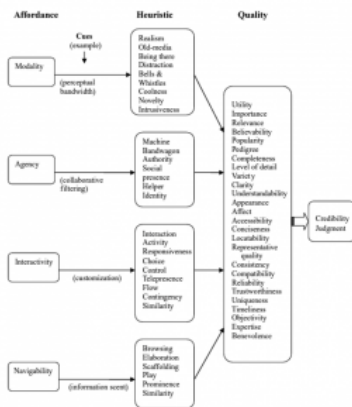 Affordance
Heuristic
Quality
Cues
(example)
Modality
(perceptual
bandwidth)
Realism
Old-media
Being there
Distraction
Bells &
Whistles
Coolness
Novelty
Intrusiveness
Agency
(collaborative
filtering)
Machine
Bandwagon
Authority
Social
presence
Helper
Identity
Interactivity
(customization)
Interaction
Activity
Responsiveness
Choice
Control
Telepresence
Flow
Contingency
Similarity
Navigability
(information scent)
Browsing
Elaboration
Scaffolding
Play
Prominence
Similarity
Utility
Importance
Relevance
Believability
Popularity
Pedigree
Completeness
Level of detail
Variety
Clarity
Understandability
Appearance
Affect
Accessibility
Conciseness
Locatability
Representative
quality
Consistency
Compatibility
Reliability
Trustworthiness
Uniqueness
Timeliness
Objectivity
Expertise
Benevolence
Credibility
Judgment